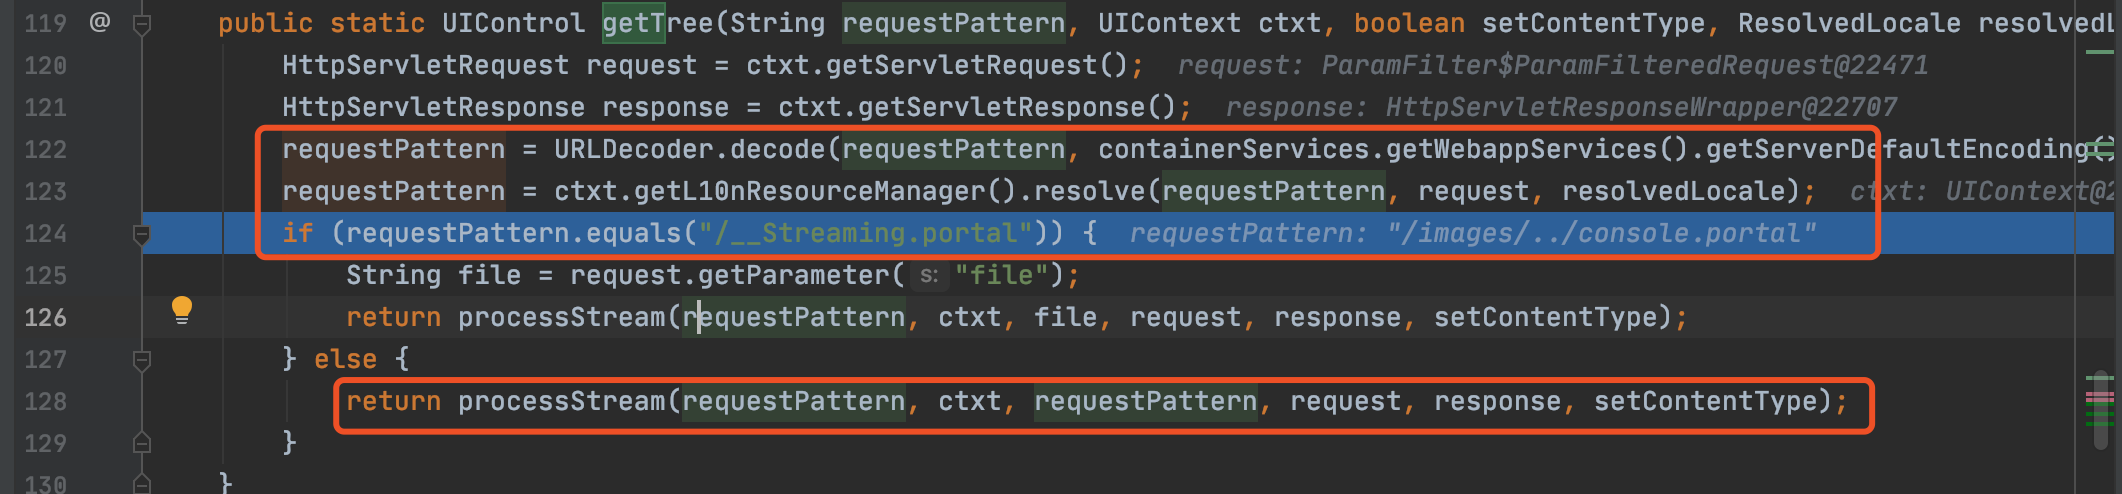 119 @ public static UIControl getTree(String requestPattern, UIContext ctxt, boolean setContentType, ResolvedLocale resolvedL
120 HttpServletRequest request = ctxt.getServletRequest(); request: ParamFilter$ParamFilteredRequest@22471
121 HttpServletResponse response = ctxt.getServletResponse(); response: HttpServletResponseWrapper@22707
122 requestPattern = URLDecoder.decode(requestPattern, containerServices.getWebappServices().getServerDefaultEncoding()
123 requestPattern = ctxt.getL10nResourceManager().resolve(requestPattern, request, resolvedLocale); ctxt: UIContext@2
124 if (requestPattern.equals("/__Streaming.portal")) { requestPattern: "/images/../console.portal"
125 String file = request.getParameter( s: "file");
126 return processStream(requestPattern, ctxt, file, request, response, setContentType);
127 } else {
128 return processStream(requestPattern, ctxt, requestPattern, request, response, setContentType);
129 }
130 }